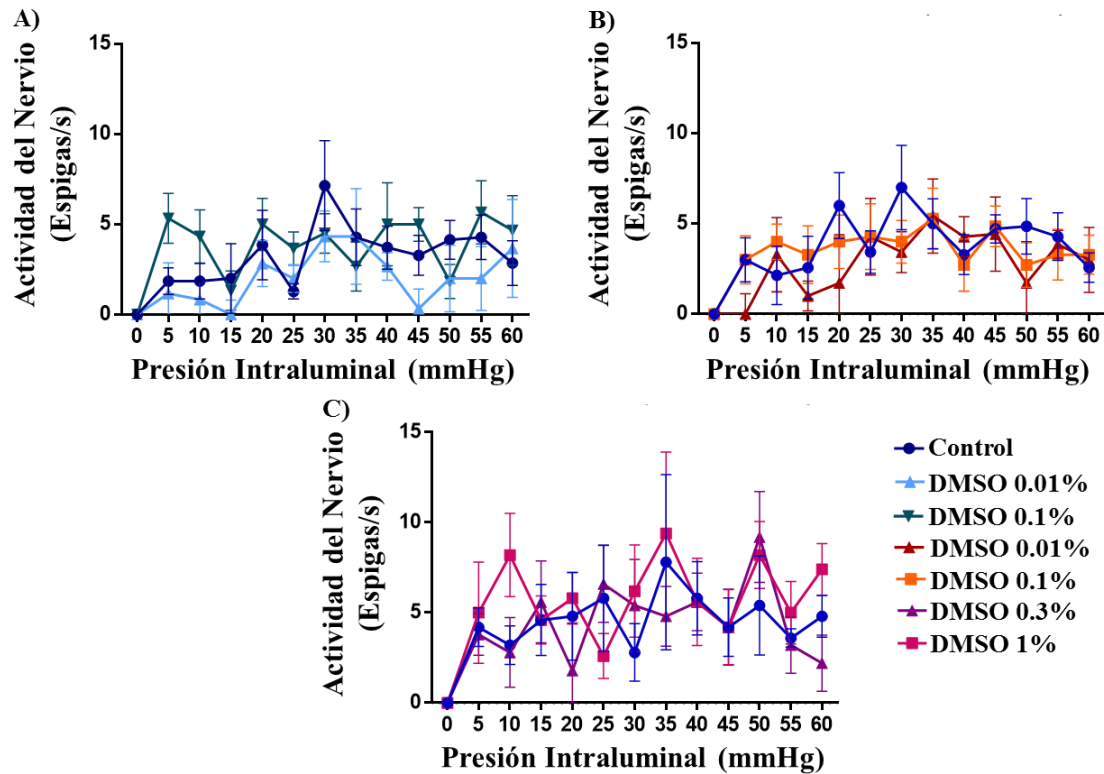 A)
Actividad del Nervio
(Espigas/s)
15
10
5
0
0 5 10 15 20 25 30 35 40 45 50 55 60
Presión Intraluminal (mmHg)
B)
Actividad del Nervio
(Espigas/s)
15
10
5
0
0 5 10 15 20 25 30 35 40 45 50 55 60
Presión Intraluminal (mmHg)
C)
Actividad del Nervio
(Espigas/s)
15
10
5
0
0 5 10 15 20 25 30 35 40 45 50 55 60
Presión Intraluminal (mmHg)
Control
DMSO 0.01%
DMSO 0.1%
DMSO 0.01%
DMSO 0.1%
DMSO 0.3%
DMSO 1%